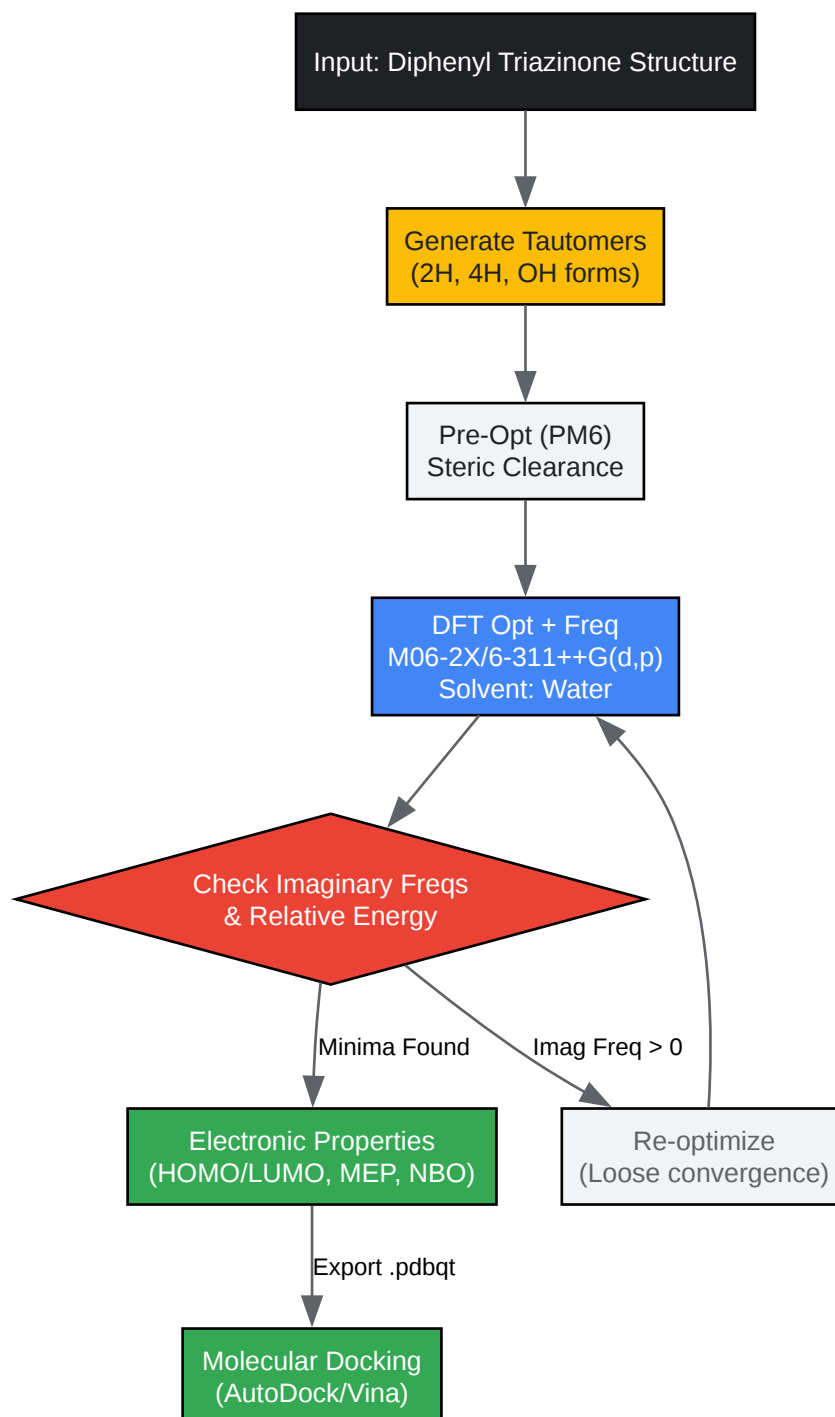 Input: Diphenyl Triazinone Structure
Generate Tautomers
(2H, 4H, OH forms)
Pre-Opt (PM6)
Steric Clearance
DFT Opt + Freq
M06-2X/6-311++G(d,p)
Solvent: Water
Check Imaginary Freqs
& Relative Energy
Minima Found
Imag Freq > 0
Electronic Properties
(HOMO/LUMO, MEP, NBO)
Re-optimize
(Loose convergence)
Export .pdbqt
Molecular Docking
(AutoDock/Vina)